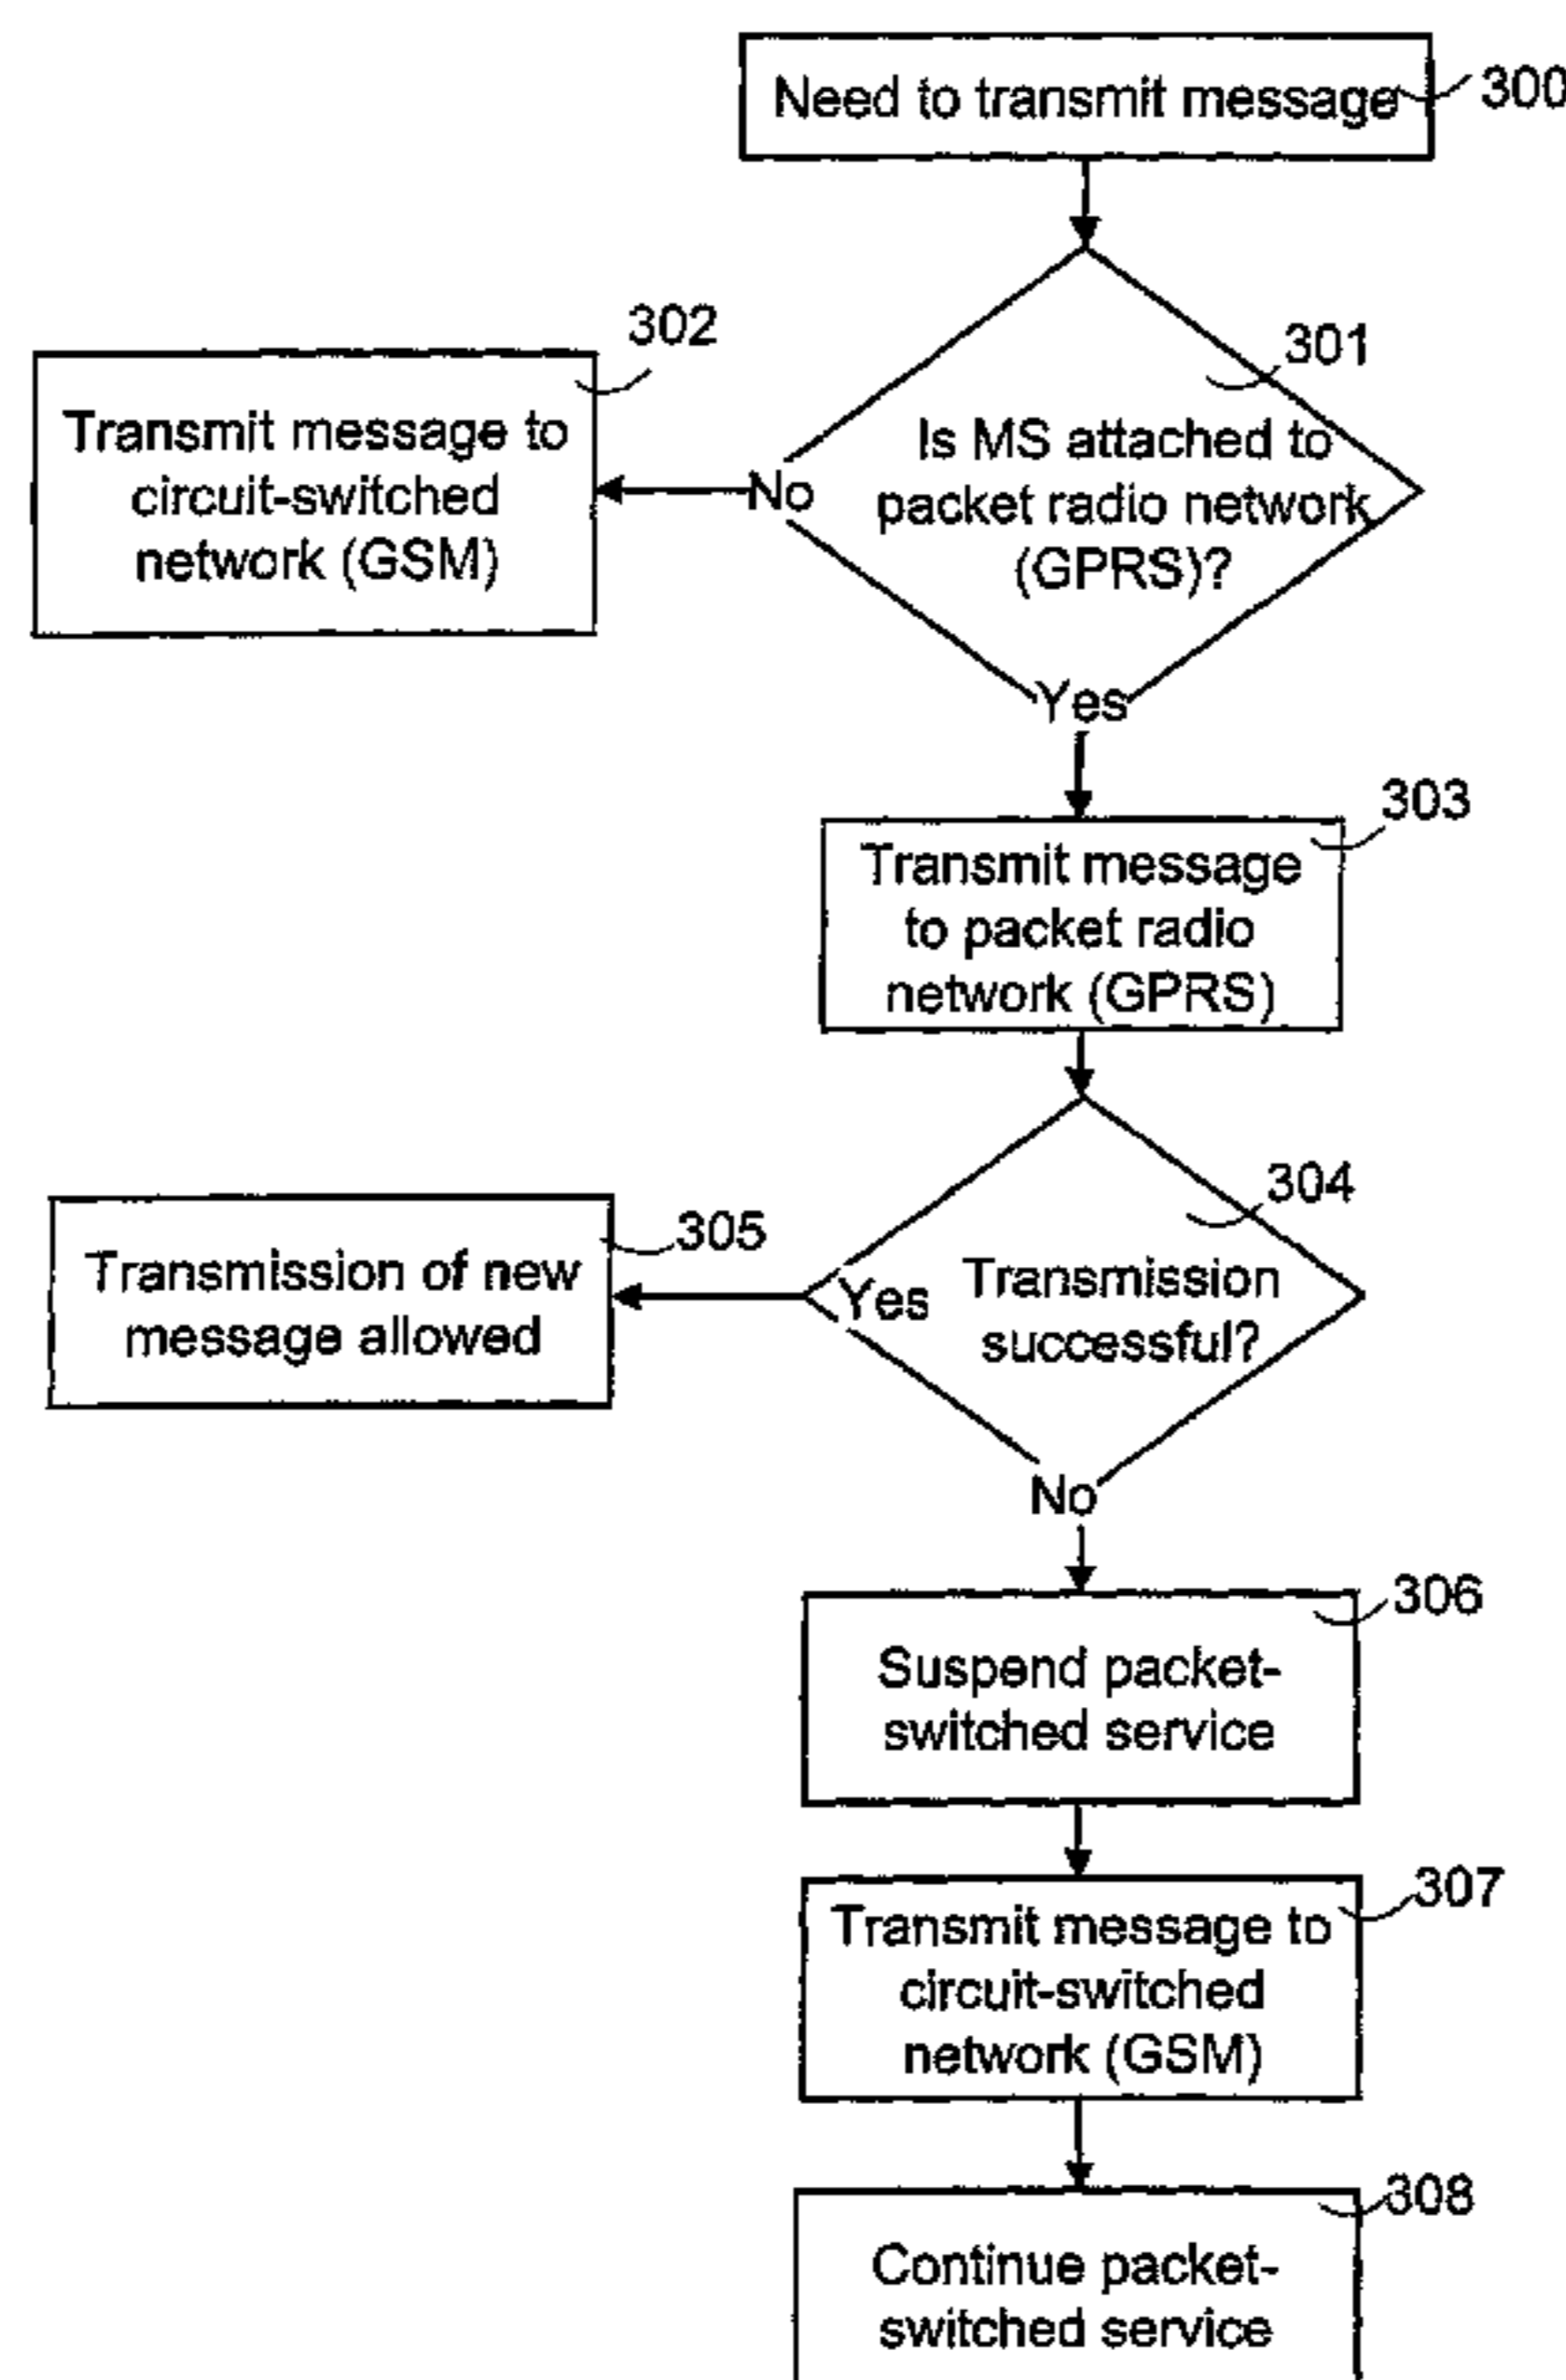 Need to transmit message
300
301
Is MS attached to
packet radio network
(GPRS)?
No
302
Transmit message to
circuit-switched
network (GSM)
Yes
303
Transmit message
to packet radio
network (GPRS)
304
Transmission
successful?
Yes
305
Transmission of new
message allowed
No
306
Suspend packet-
switched service
307
Transmit message to
circuit-switched
network (GSM)
308
Continue packet-
switched service